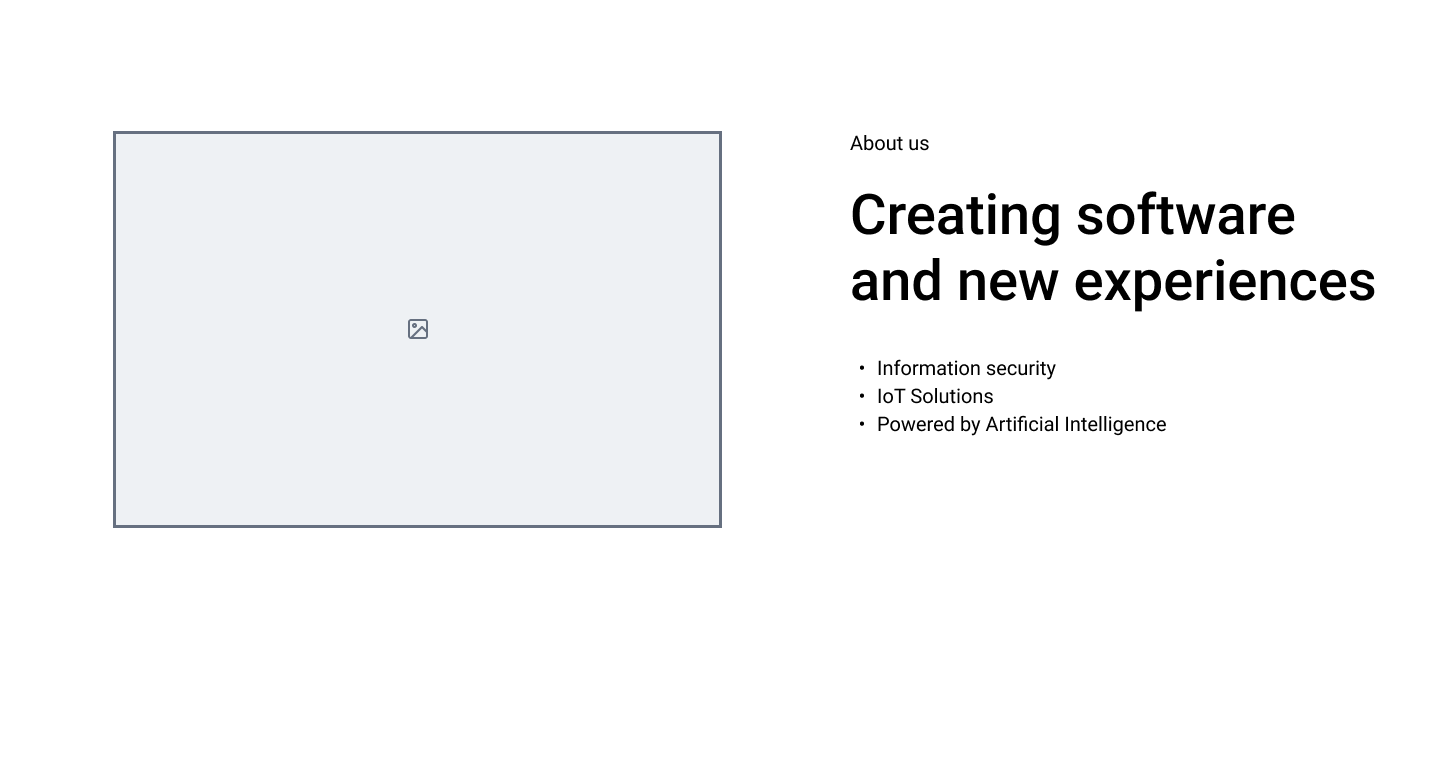 About us
Creating software
and new experiences
• Information security
• IoT Solutions
• Powered by Artificial Intelligence